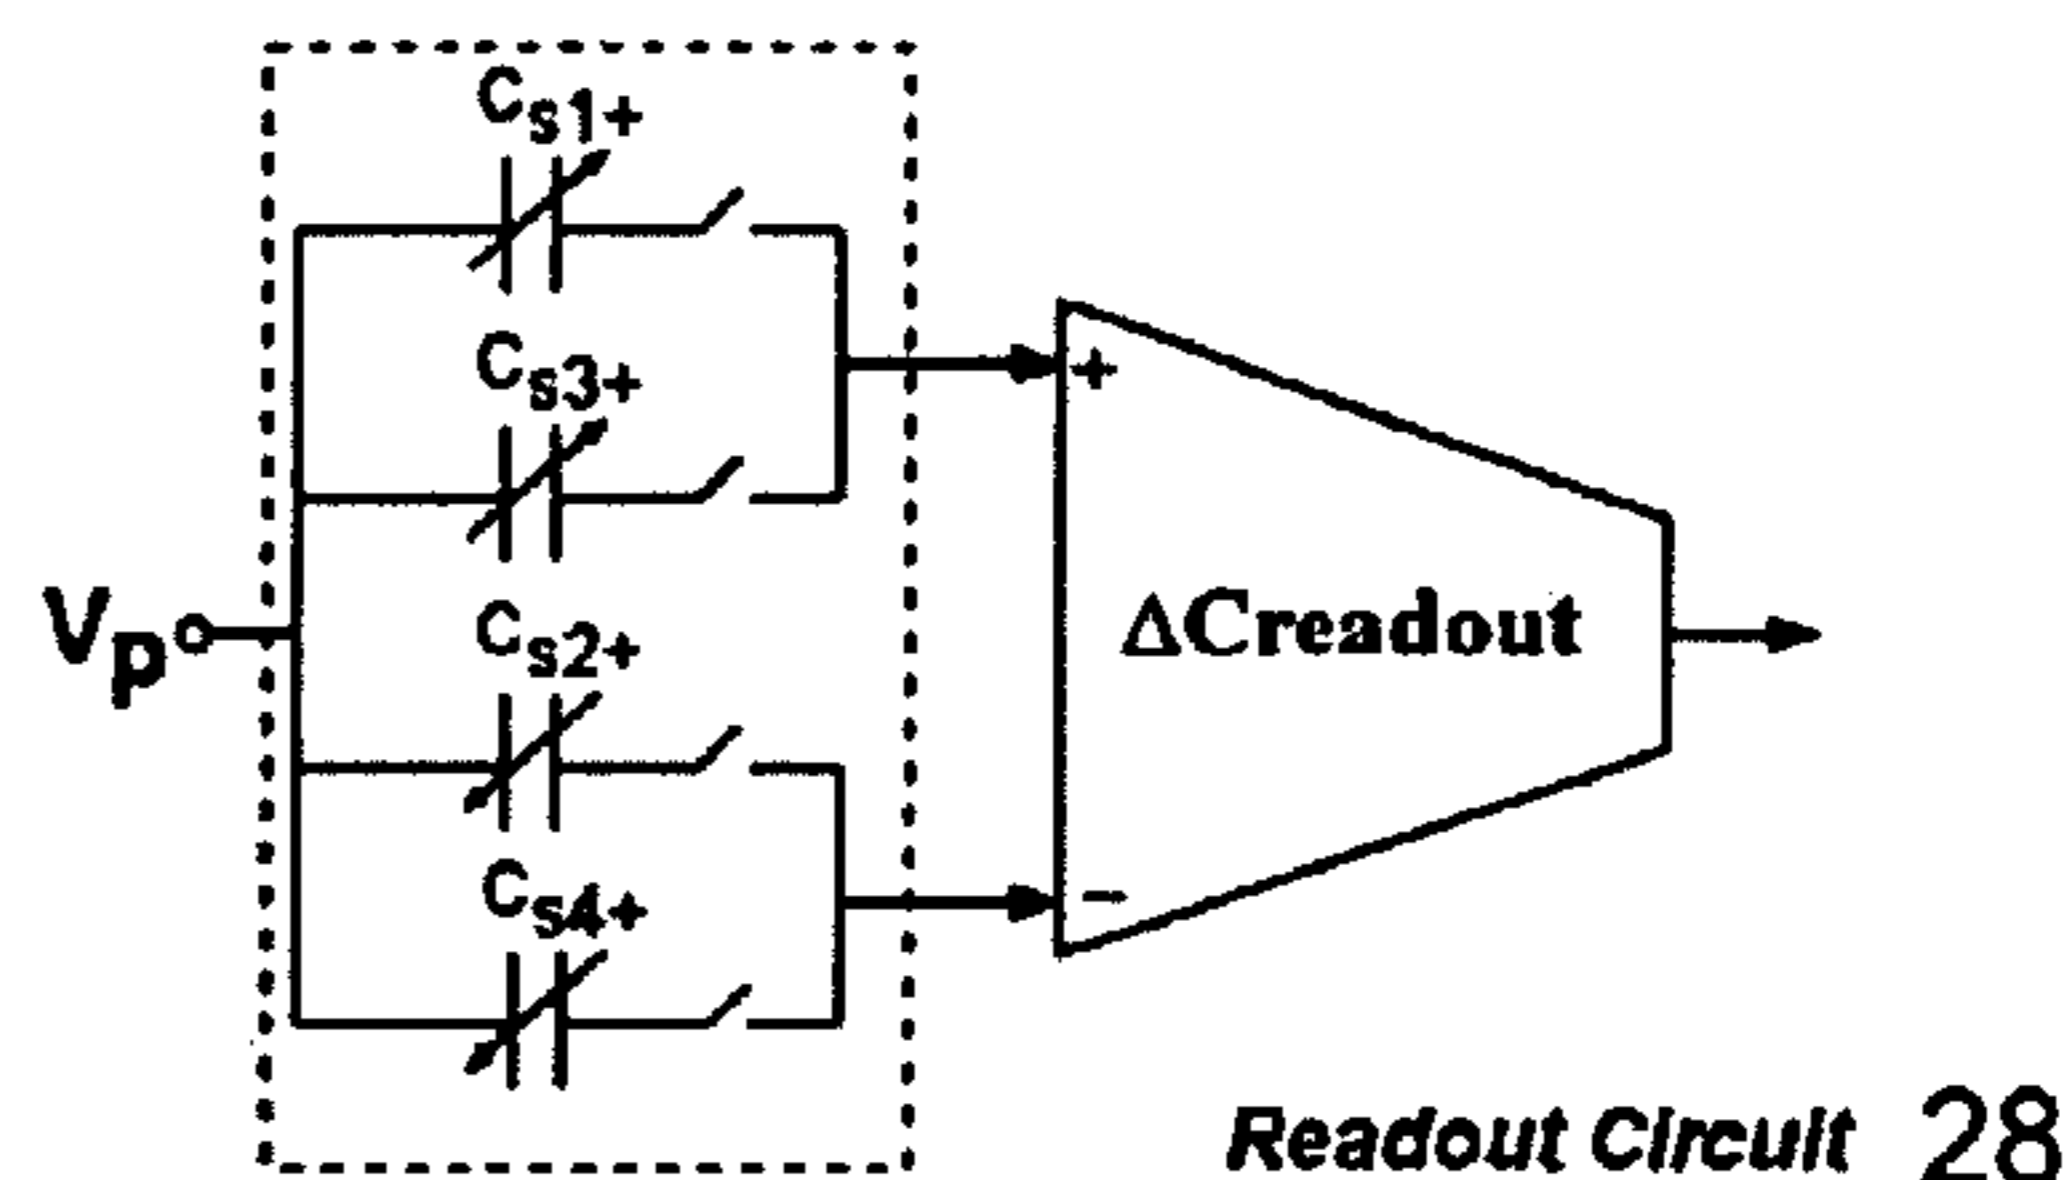 Cs1+
Cs3+
+
Vp
Cs2+
ΔCreadout
Cs4+
−
Readout Circuit 28